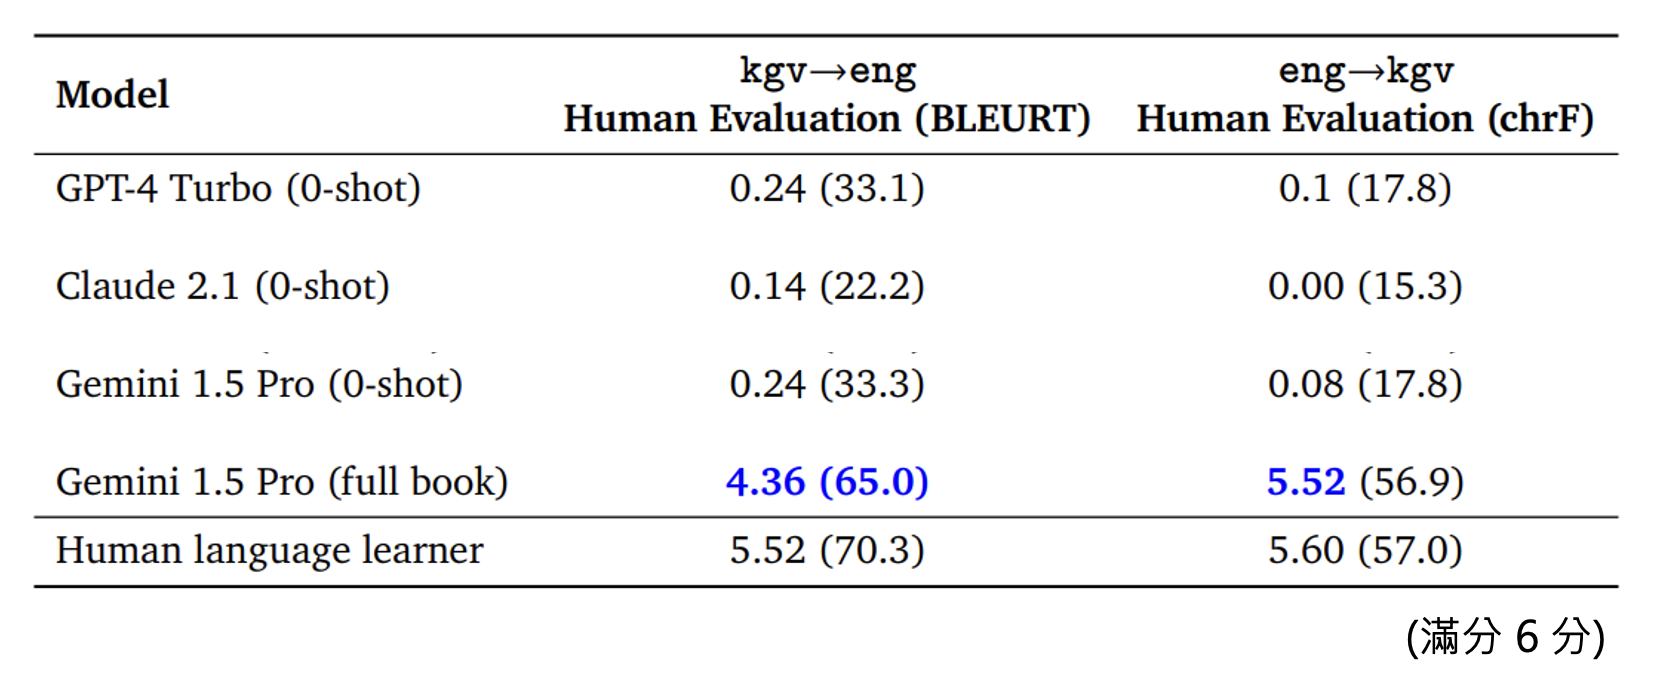 Model kgv→eng eng→kgv
Human Evaluation (BLEURT) Human Evaluation (chrF)
GPT-4 Turbo (0-shot) 0.24 (33.1) 0.1 (17.8)
Claude 2.1 (0-shot) 0.14 (22.2) 0.00 (15.3)
Gemini 1.5 Pro (0-shot) 0.24 (33.3) 0.08 (17.8)
Gemini 1.5 Pro (full book) 4.36 (65.0) 5.52 (56.9)
Human language learner 5.52 (70.3) 5.60 (57.0)
(滿分 6 分)